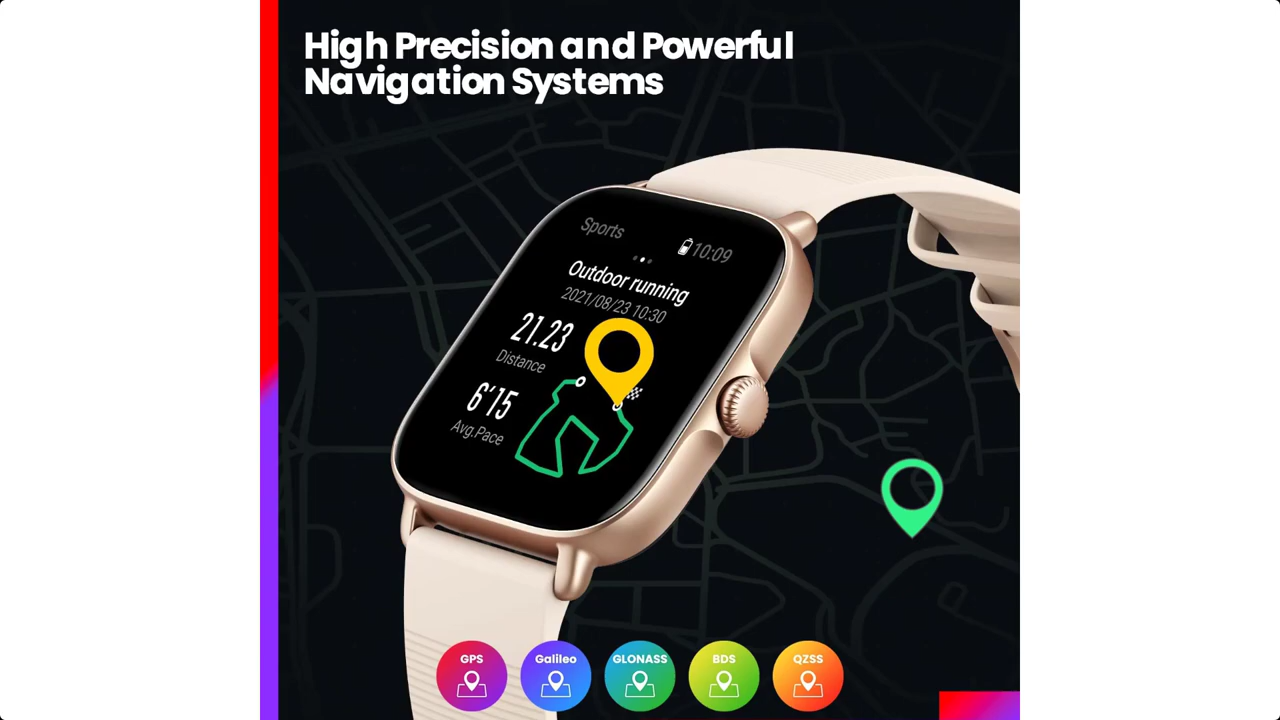 High Precision and Powerful
Navigation Systems
Sports
10:09
Outdoor running
2021/08/23 10:30
21.23
Distance
6'15
Avg.Pace
GPS
Galileo
GLONASS
BDS
QZSS